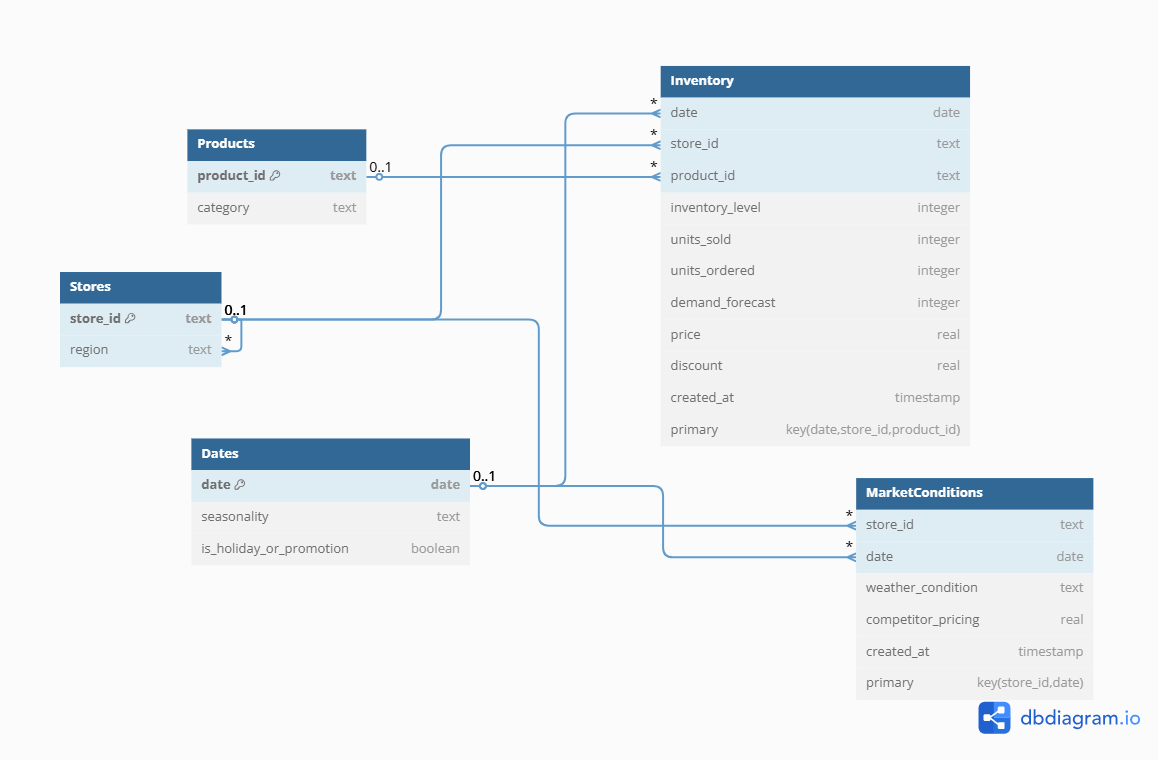 Inventory
* date date
* store_id text
* product_id text
inventory_level integer
units_sold integer
units_ordered integer
demand_forecast integer
price real
discount real
created_at timestamp
primary key(date,store_id,product_id)
Products
product_id text 0..1
category text
Stores
store_id text 0..1
region text *
Dates
date date 0..1
seasonality text
is_holiday_or_promotion boolean
MarketConditions
* store_id text
* date date
weather_condition text
competitor_pricing real
created_at timestamp
primary key(store_id,date)
dbdiagram.io